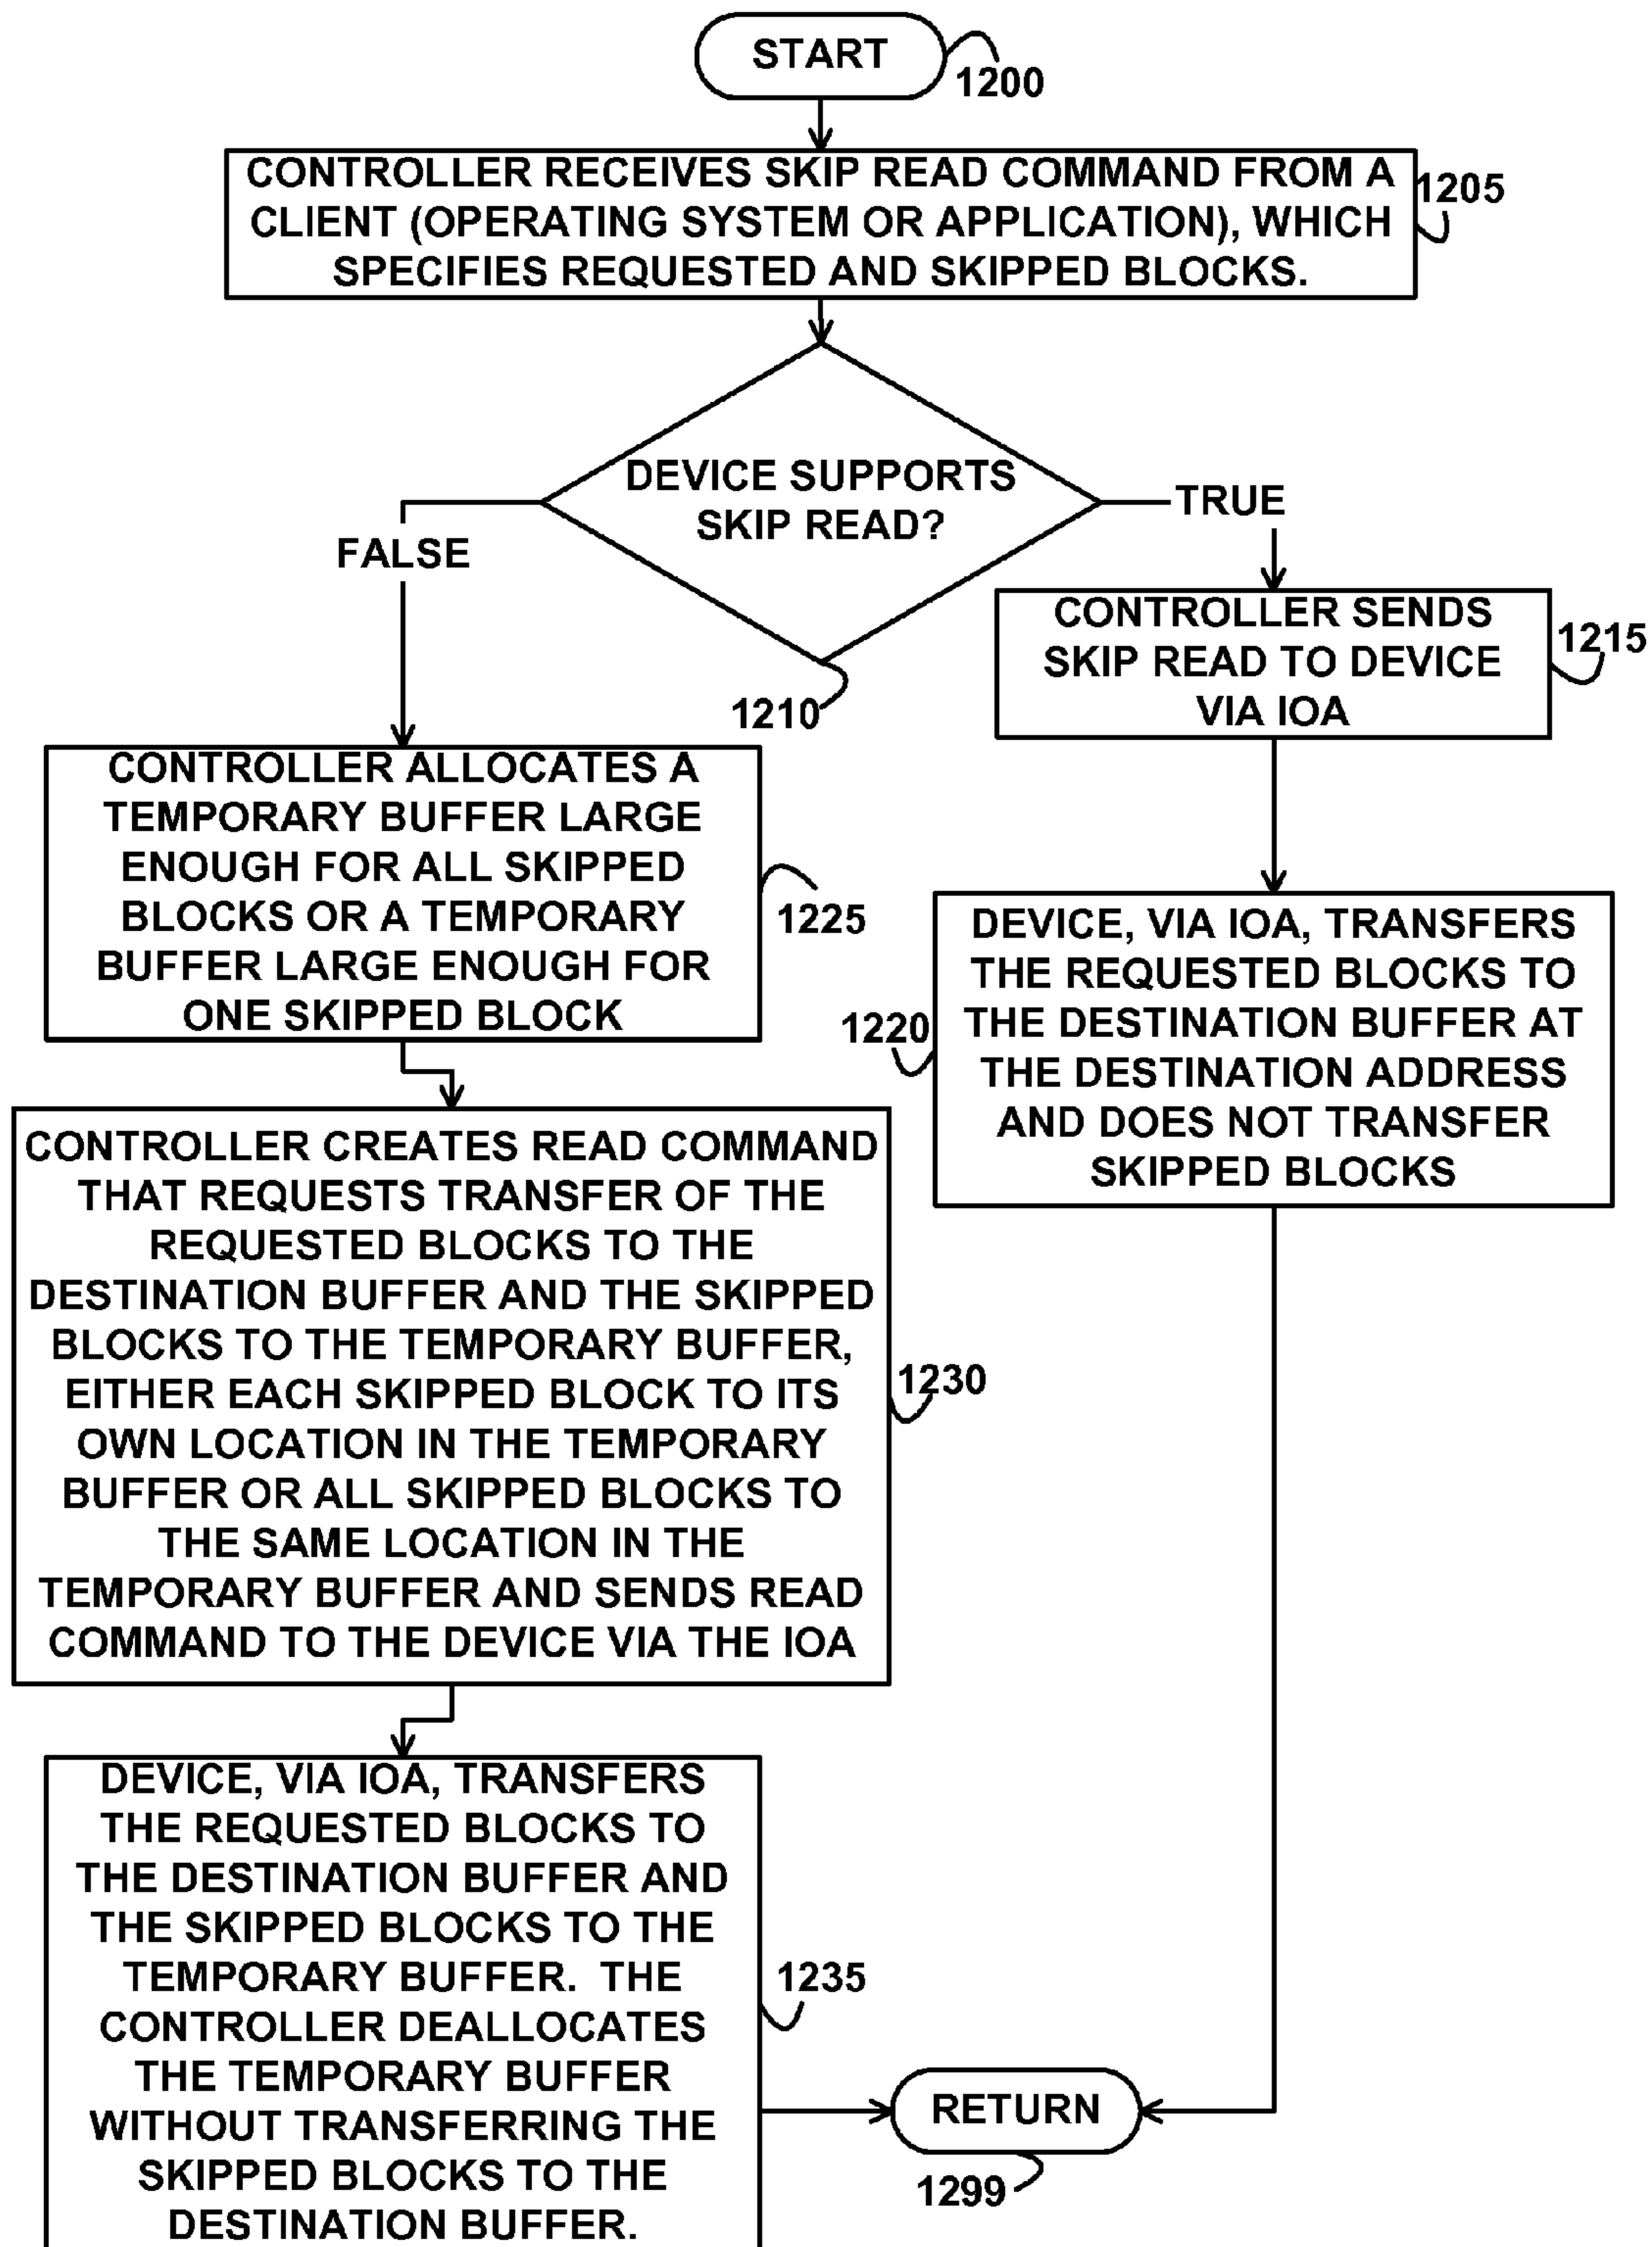 START
1200
CONTROLLER RECEIVES SKIP READ COMMAND FROM A
CLIENT (OPERATING SYSTEM OR APPLICATION), WHICH
SPECIFIES REQUESTED AND SKIPPED BLOCKS.
1205
DEVICE SUPPORTS
SKIP READ?
1210
TRUE
FALSE
CONTROLLER SENDS
SKIP READ TO DEVICE
VIA IOA
1215
CONTROLLER ALLOCATES A
TEMPORARY BUFFER LARGE
ENOUGH FOR ALL SKIPPED
BLOCKS OR A TEMPORARY
BUFFER LARGE ENOUGH FOR
ONE SKIPPED BLOCK
1225
DEVICE, VIA IOA, TRANSFERS
THE REQUESTED BLOCKS TO
THE DESTINATION BUFFER AT
THE DESTINATION ADDRESS
AND DOES NOT TRANSFER
SKIPPED BLOCKS
1220
CONTROLLER CREATES READ COMMAND
THAT REQUESTS TRANSFER OF THE
REQUESTED BLOCKS TO THE
DESTINATION BUFFER AND THE SKIPPED
BLOCKS TO THE TEMPORARY BUFFER,
EITHER EACH SKIPPED BLOCK TO ITS
OWN LOCATION IN THE TEMPORARY
BUFFER OR ALL SKIPPED BLOCKS TO
THE SAME LOCATION IN THE
TEMPORARY BUFFER AND SENDS READ
COMMAND TO THE DEVICE VIA THE IOA
1230
DEVICE, VIA IOA, TRANSFERS
THE REQUESTED BLOCKS TO
THE DESTINATION BUFFER AND
THE SKIPPED BLOCKS TO THE
TEMPORARY BUFFER. THE
CONTROLLER DEALLOCATES
THE TEMPORARY BUFFER
WITHOUT TRANSFERRING THE
SKIPPED BLOCKS TO THE
DESTINATION BUFFER.
1235
RETURN
1299